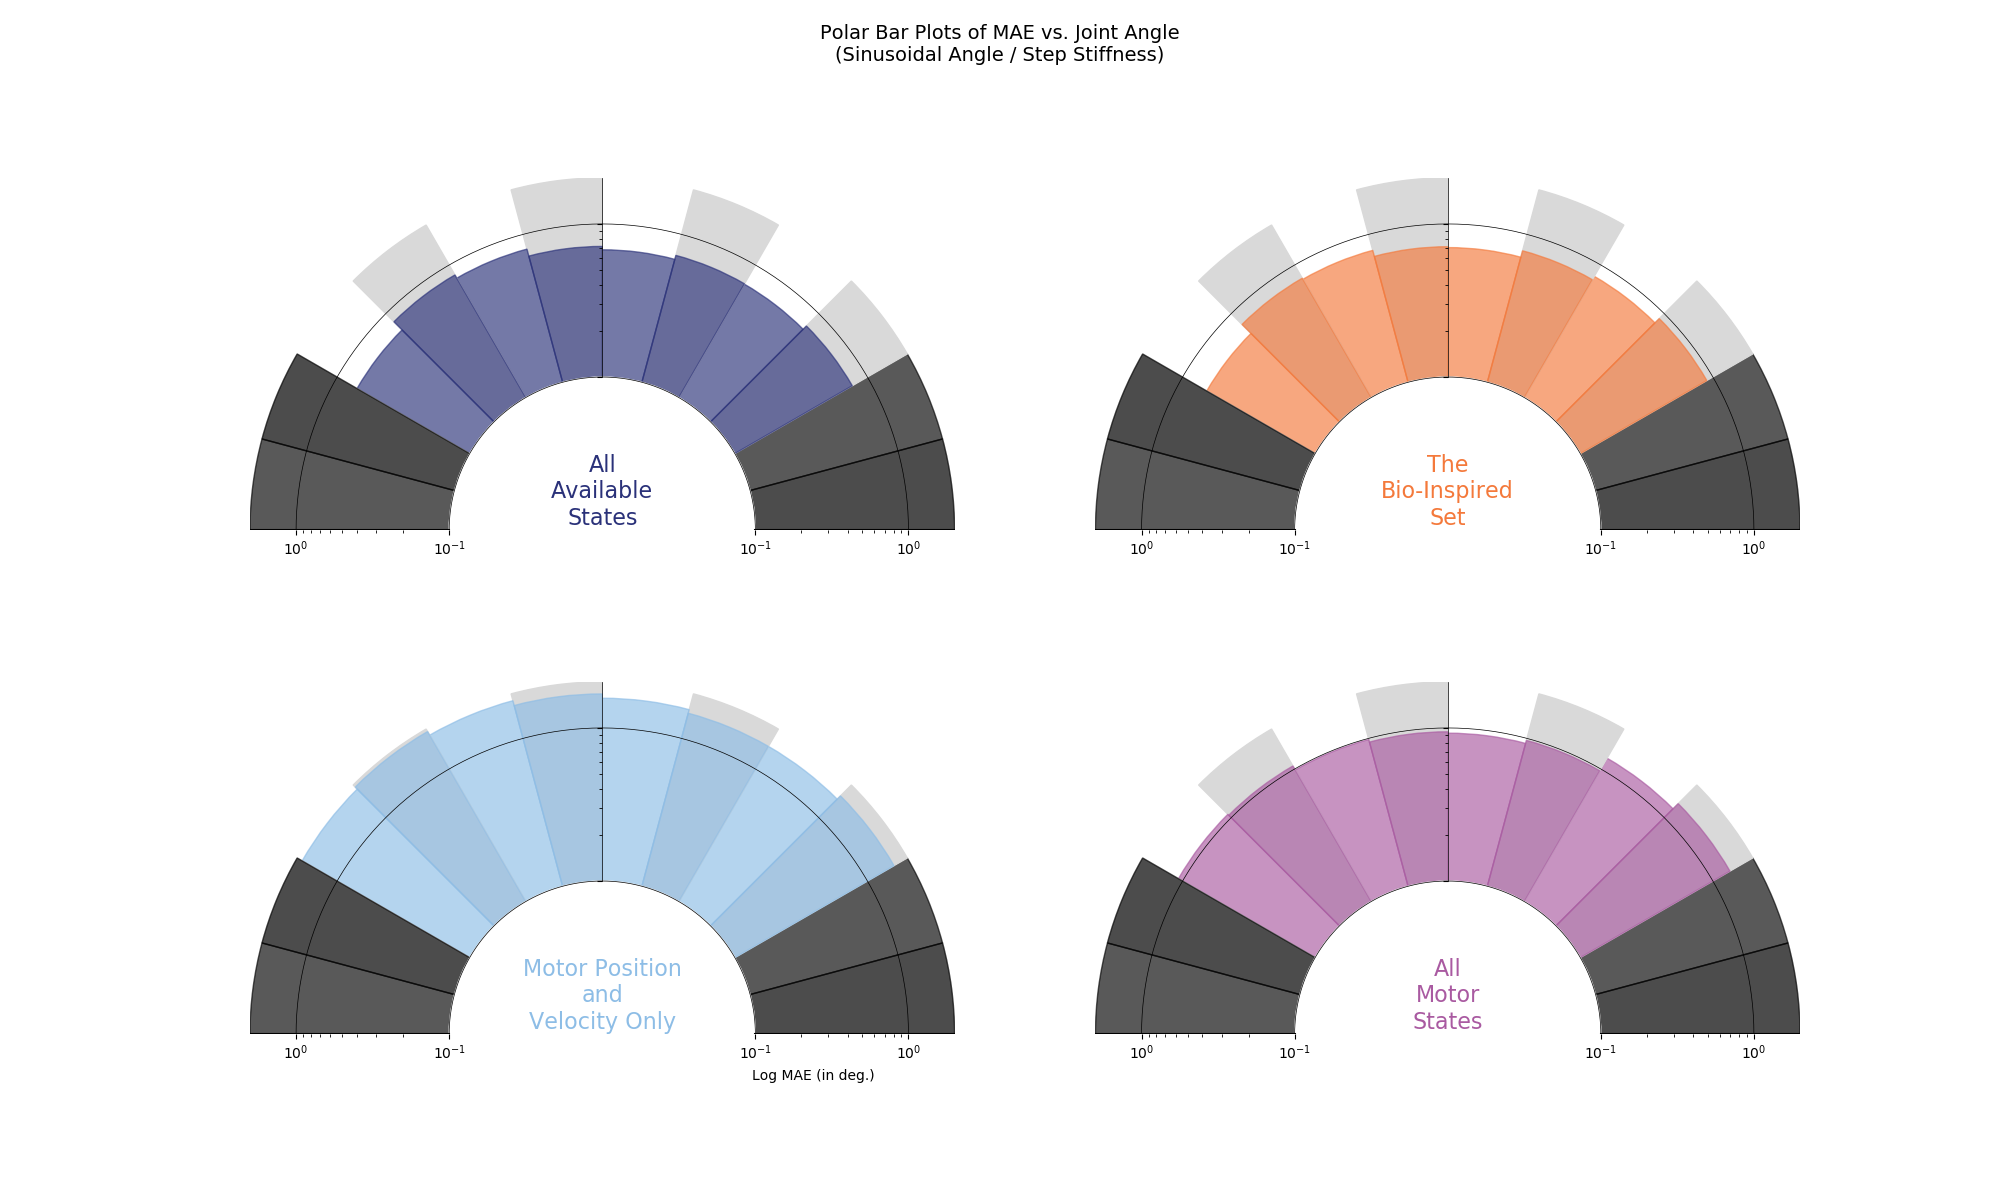 Polar Bar Plots of MAE vs. Joint Angle
(Sinusoidal Angle / Step Stiffness)
All
Available
States
10⁰ 10⁻¹ 10⁻¹ 10⁰
The
Bio-Inspired
Set
10⁰ 10⁻¹ 10⁻¹ 10⁰
Motor Position
and
Velocity Only
10⁰ 10⁻¹ 10⁻¹ 10⁰
Log MAE (in deg.)
All
Motor
States
10⁰ 10⁻¹ 10⁻¹ 10⁰